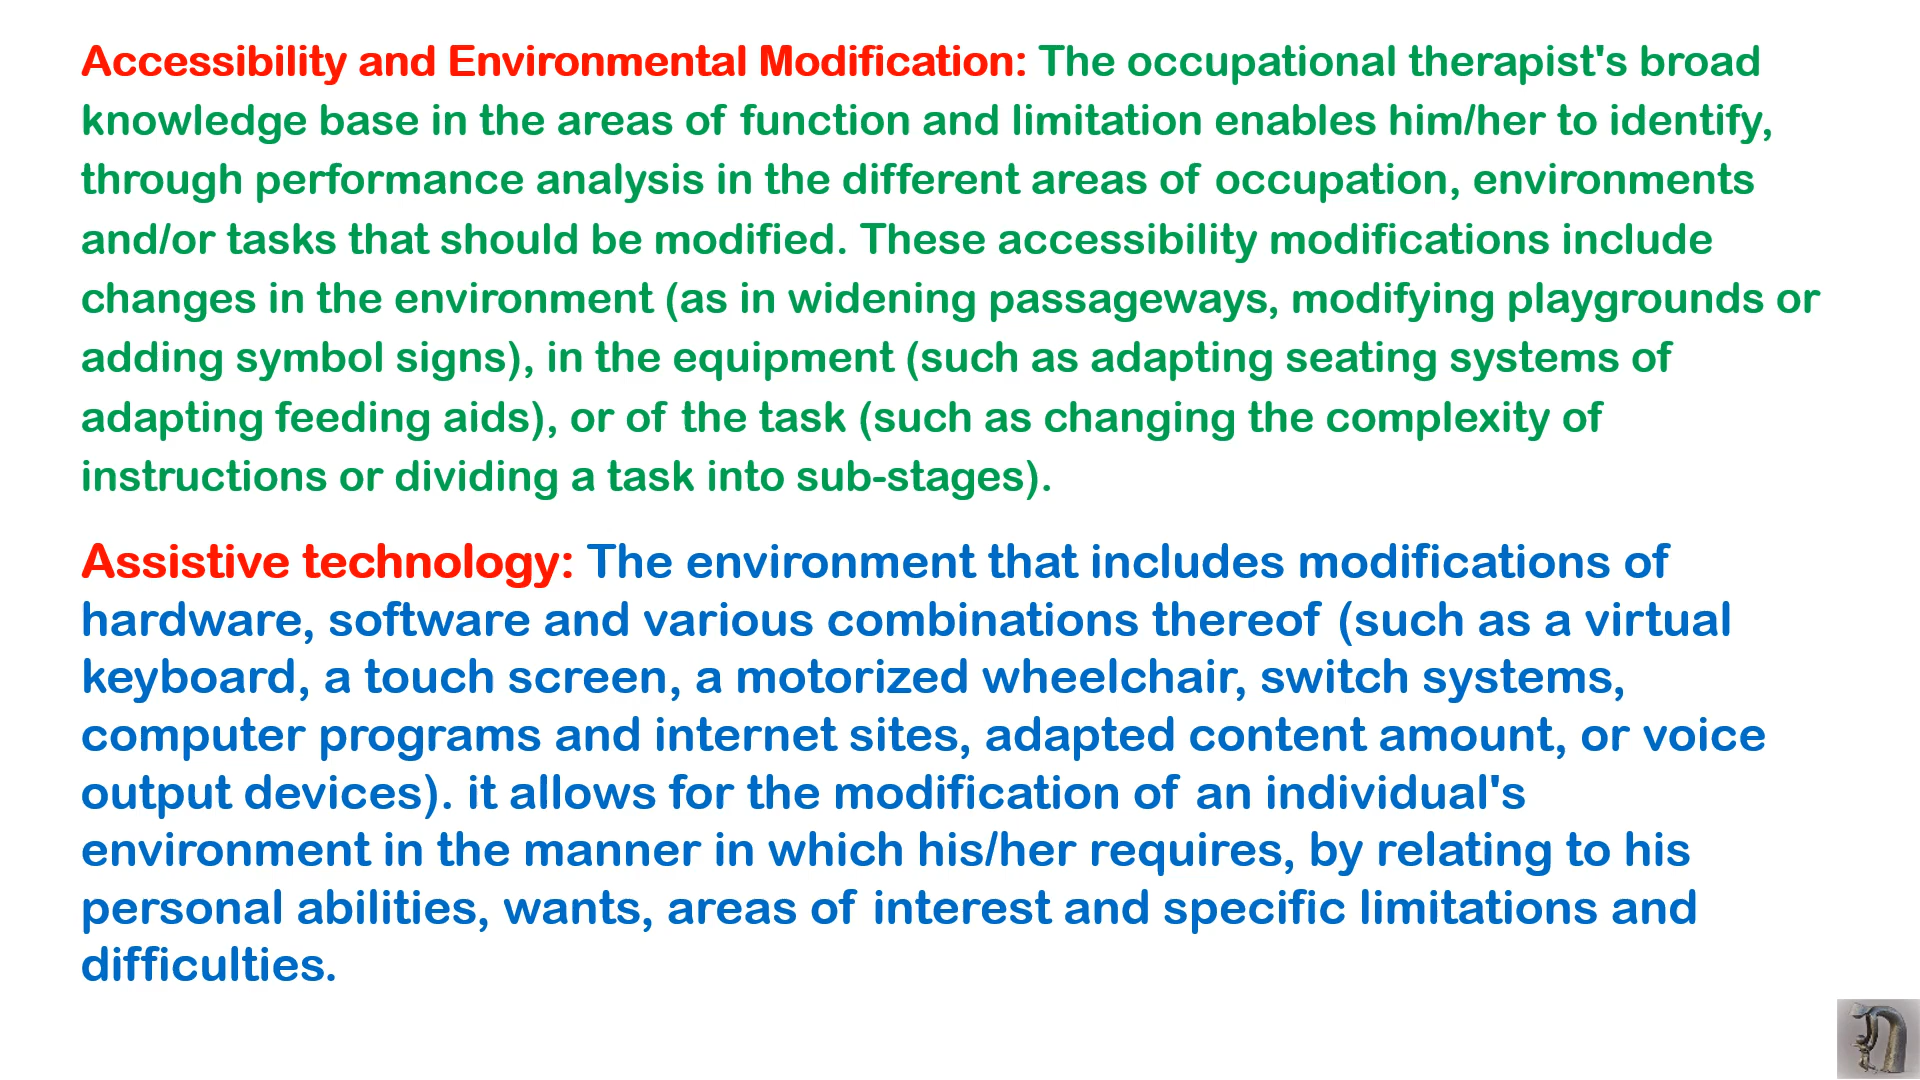 Accessibility and Environmental Modification: The occupational therapist's broad
knowledge base in the areas of function and limitation enables him/her to identify,
through performance analysis in the different areas of occupation, environments
and/or tasks that should be modified. These accessibility modifications include
changes in the environment (as in widening passageways, modifying playgrounds or
adding symbol signs), in the equipment (such as adapting seating systems of
adapting feeding aids), or of the task (such as changing the complexity of
instructions or dividing a task into sub-stages).
Assistive technology: The environment that includes modifications of
hardware, software and various combinations thereof (such as a virtual
keyboard, a touch screen, a motorized wheelchair, switch systems,
computer programs and internet sites, adapted content amount, or voice
output devices). it allows for the modification of an individual's
environment in the manner in which his/her requires, by relating to his
personal abilities, wants, areas of interest and specific limitations and
difficulties.